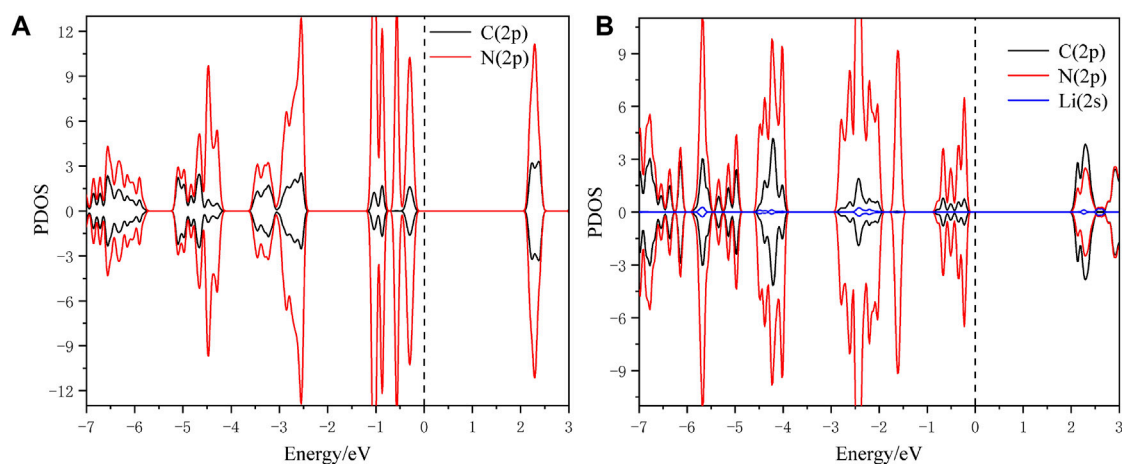 A
C(2p)
N(2p)
PDOS
12
9
6
3
0
−3
−6
−9
−12
−7 −6 −5 −4 −3 −2 −1 0 1 2 3
Energy/eV
B
C(2p)
N(2p)
Li(2s)
PDOS
9
6
3
0
−3
−6
−9
−7 −6 −5 −4 −3 −2 −1 0 1 2 3
Energy/eV